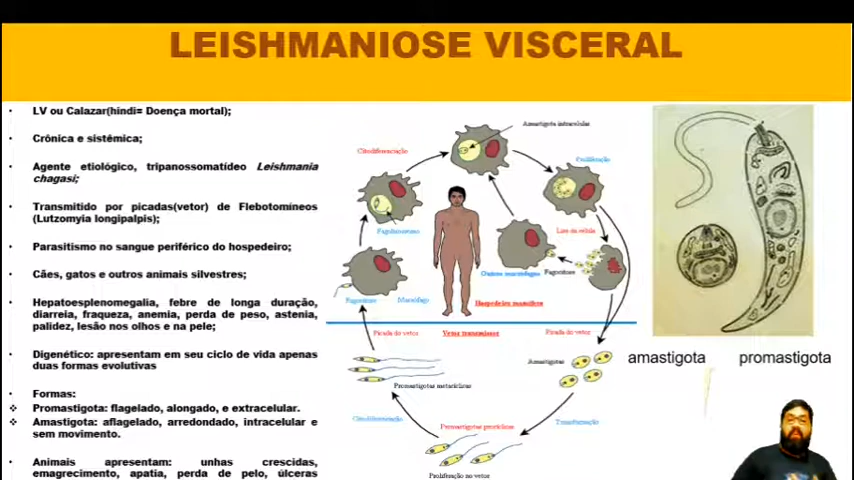 LEISHMANIOSE VISCERAL
• LV ou Calazar(hindi= Doença mortal);
• Crônica e sistêmica;
• Agente etiológico, tripanossomatídeo Leishmania
chagasi;
• Transmitido por picadas(vetor) de Flebotomíneos
(Lutzomyia longipalpis);
• Parasitismo no sangue periférico do hospedeiro;
• Cães, gatos e outros animais silvestres;
• Hepatoesplenomegalia, febre de longa duração,
diarreia, fraqueza, anemia, perda de peso, astenia,
palidez, lesão nos olhos e na pele;
• Digenético: apresentam em seu ciclo de vida apenas
duas formas evolutivas
• Formas:
❖ Promastigota: flagelado, alongado, e extracelular.
❖ Amastigota: aflagelado, arredondado, intracelular e
sem movimento.
• Animais apresentam: unhas crescidas,
emagrecimento, apatia, perda de pelo, úlceras
Amastigota intracelular
Citodiferenciação
Proliferação
Fagolisossomo
Lise da célula
Outros macrófagos
Fagocitose
Fagocitose
Macrófago
Hospedeiro mamífero
Picada do vetor
Vetor transmissor
Picada do vetor
Amastigotas
Promastigotas metacíclicas
Citodiferenciação
Promastigotas procíclicas
Transformação
Proliferação no vetor
amastigota
promastigota